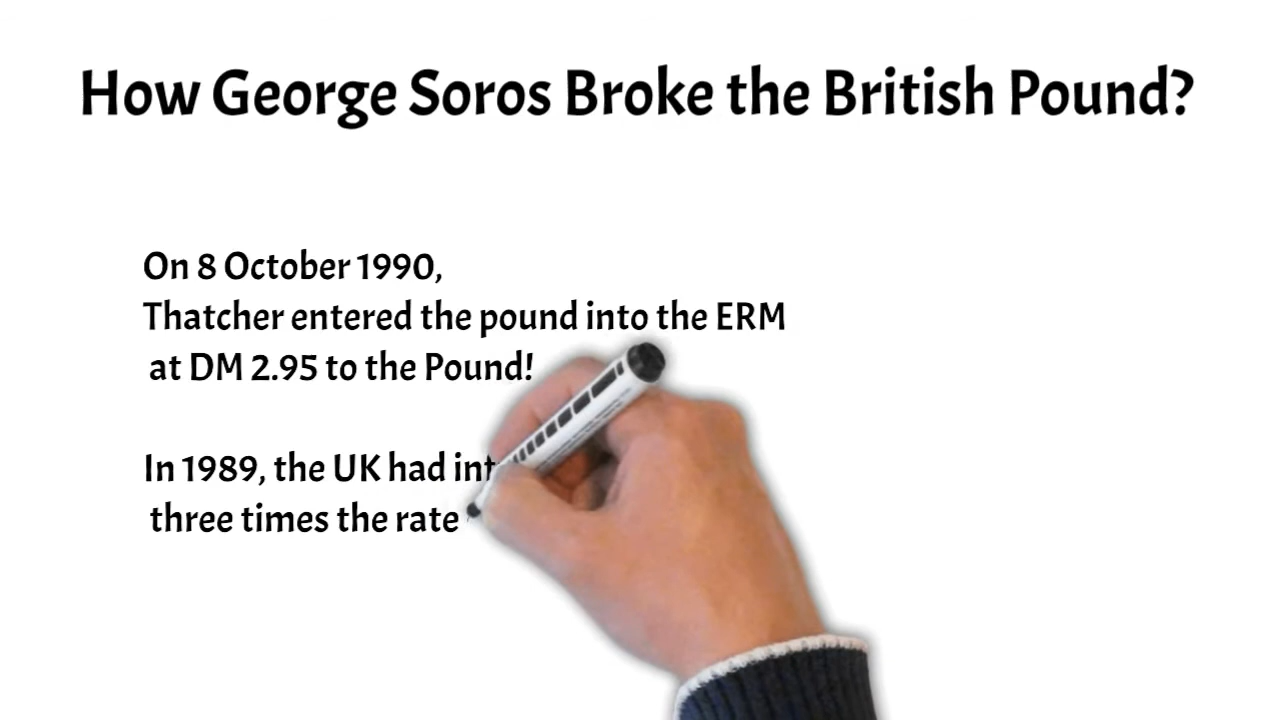 How George Soros Broke the British Pound?
On 8 October 1990,
Thatcher entered the pound into the ERM
at DM 2.95 to the Pound!
In 1989, the UK had
three times the rate